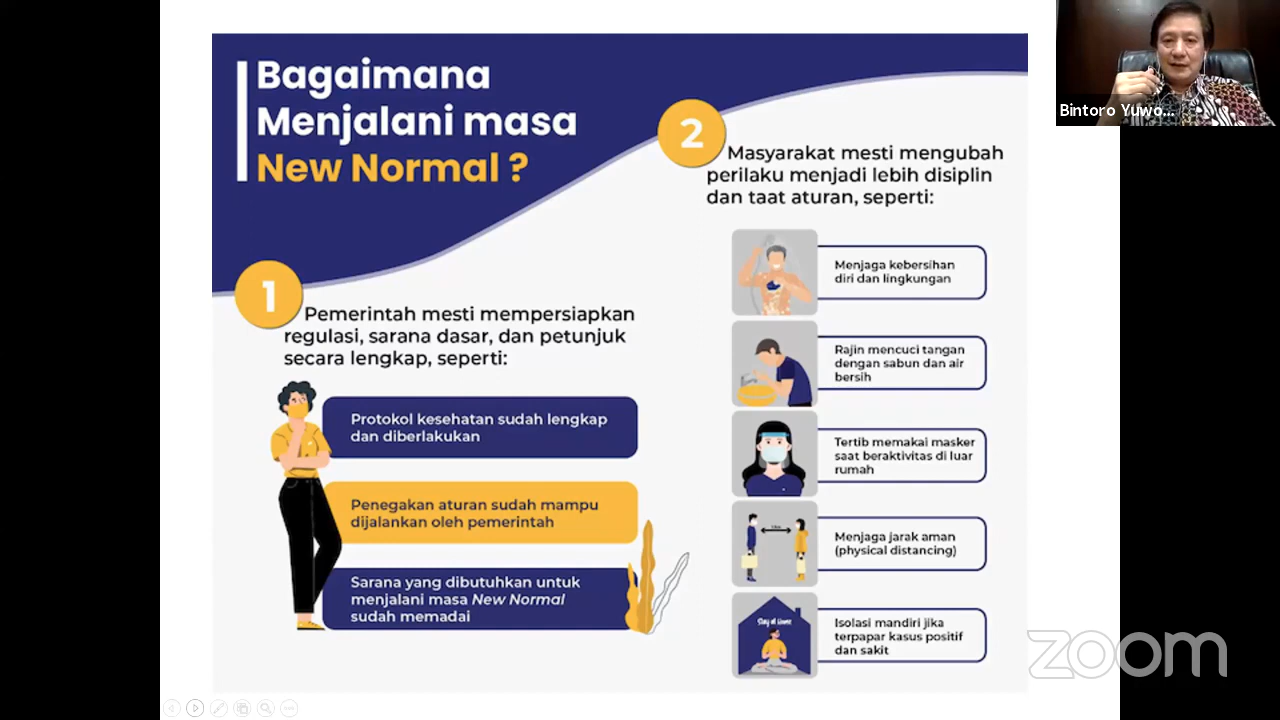 Bagaimana
Menjalani masa
New Normal ?
1
Pemerintah mesti mempersiapkan
regulasi, sarana dasar, dan petunjuk
secara lengkap, seperti:
Protokol kesehatan sudah lengkap
dan diberlakukan
Penegakan aturan sudah mampu
dijalankan oleh pemerintah
Sarana yang dibutuhkan untuk
menjalani masa New Normal
sudah memadai
2
Masyarakat mesti mengubah
perilaku menjadi lebih disiplin
dan taat aturan, seperti:
Menjaga kebersihan
diri dan lingkungan
Rajin mencuci tangan
dengan sabun dan air
bersih
Tertib memakai masker
saat beraktivitas di luar
rumah
Menjaga jarak aman
(physical distancing)
Stay at Home
Isolasi mandiri jika
terpapar kasus positif
dan sakit
Bintoro Yuwo...
zoom